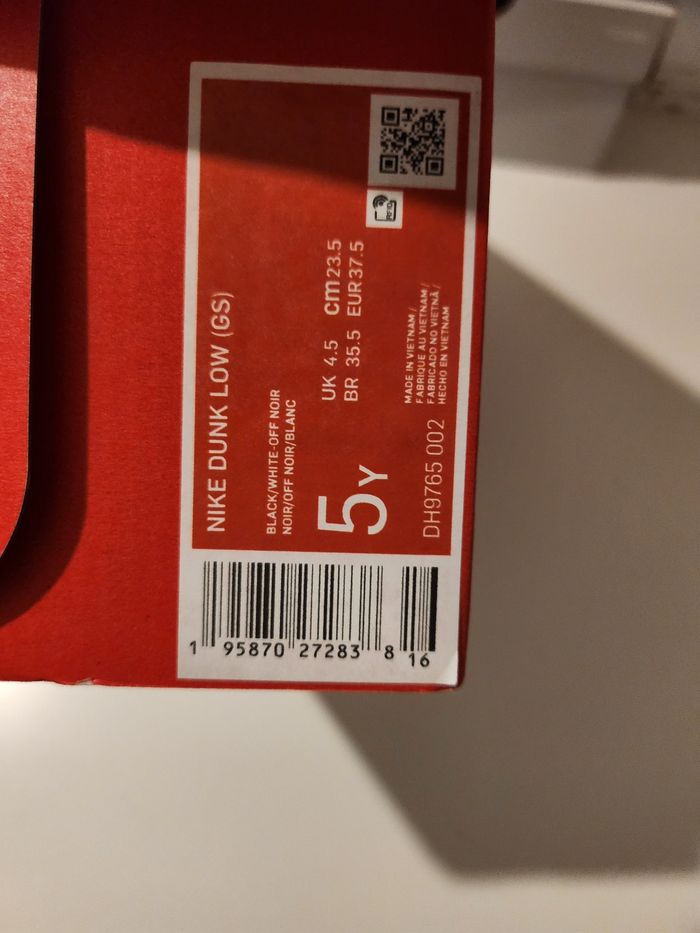 NIKE DUNK LOW (GS)
BLACK/WHITE-OFF NOIR
NOIR/OFF NOIR/BLANC
5Y
UK 4.5 cm 23.5
BR 35.5 EUR 37.5
RFID
MADE IN VIETNAM /
FABRIQUE AU VIETNAM /
FABRICADO NO VIETNÃ /
HECHO EN VIETNAM
DH9765 002
1 95870 27283 8 16